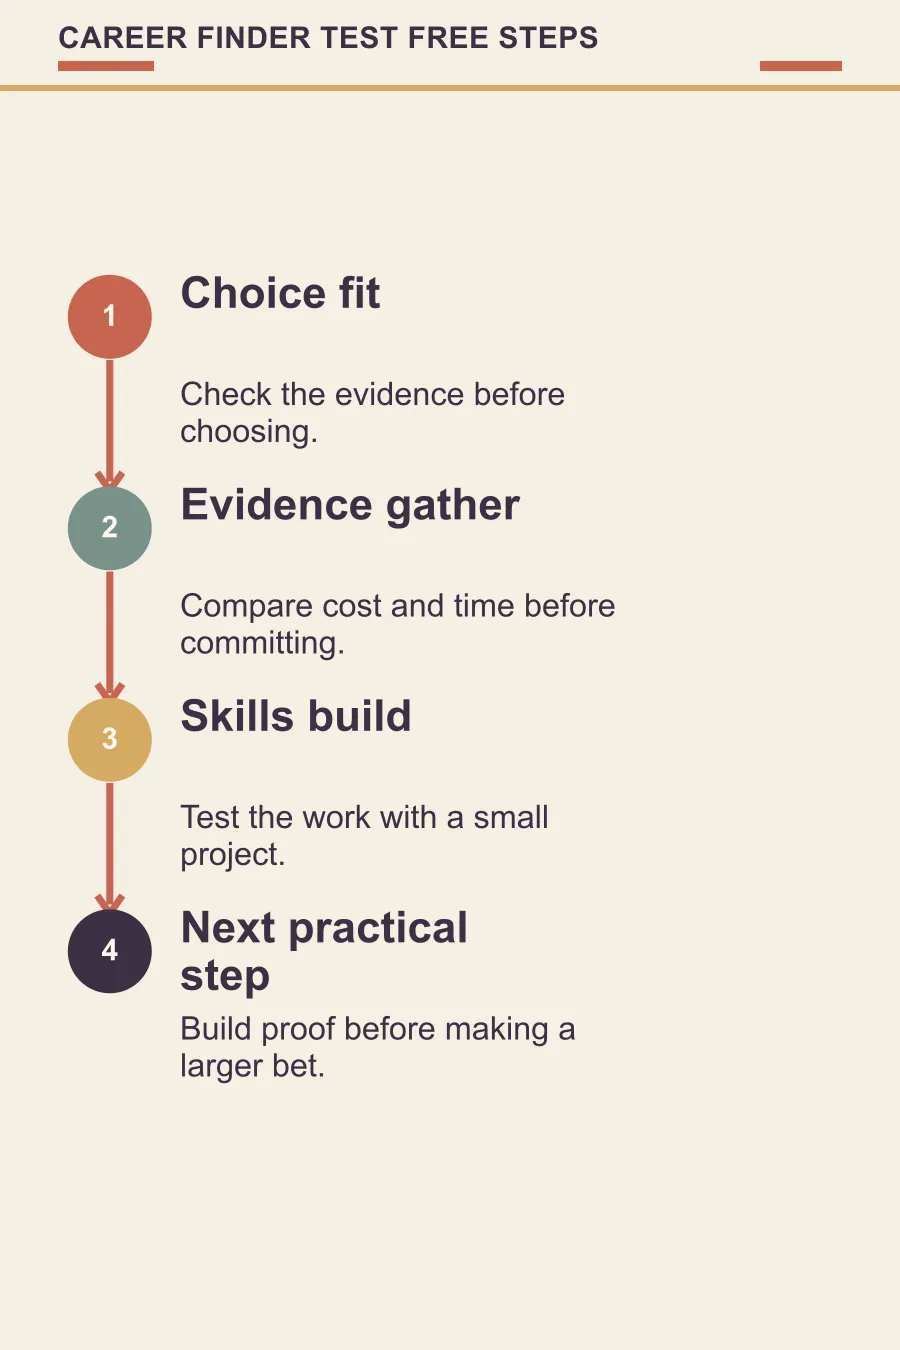 CAREER FINDER TEST FREE STEPS
1
Choice fit
Check the evidence before
choosing.
2
Evidence gather
Compare cost and time before
committing.
3
Skills build
Test the work with a small
project.
4
Next practical
step
Build proof before making a
larger bet.